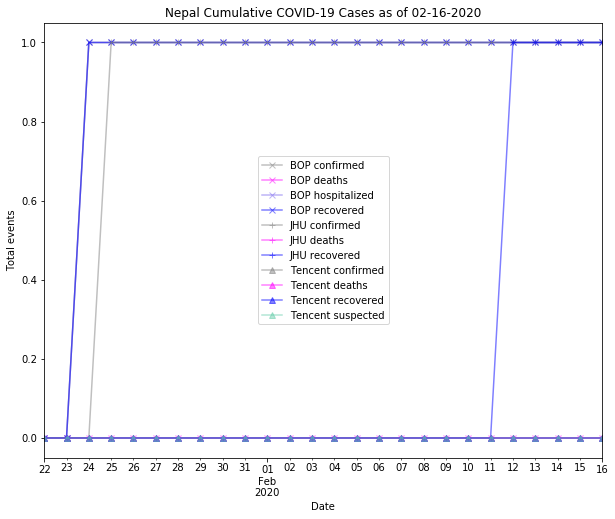 Nepal Cumulative COVID-19 Cases as of 02-16-2020
1.0
0.8
0.6
0.4
0.2
0.0
Total events
BOP confirmed
BOP deaths
BOP hospitalized
BOP recovered
JHU confirmed
JHU deaths
JHU recovered
Tencent confirmed
Tencent deaths
Tencent recovered
Tencent suspected
22 23 24 25 26 27 28 29 30 31 01 02 03 04 05 06 07 08 09 10 11 12 13 14 15 16
Feb
2020
Date